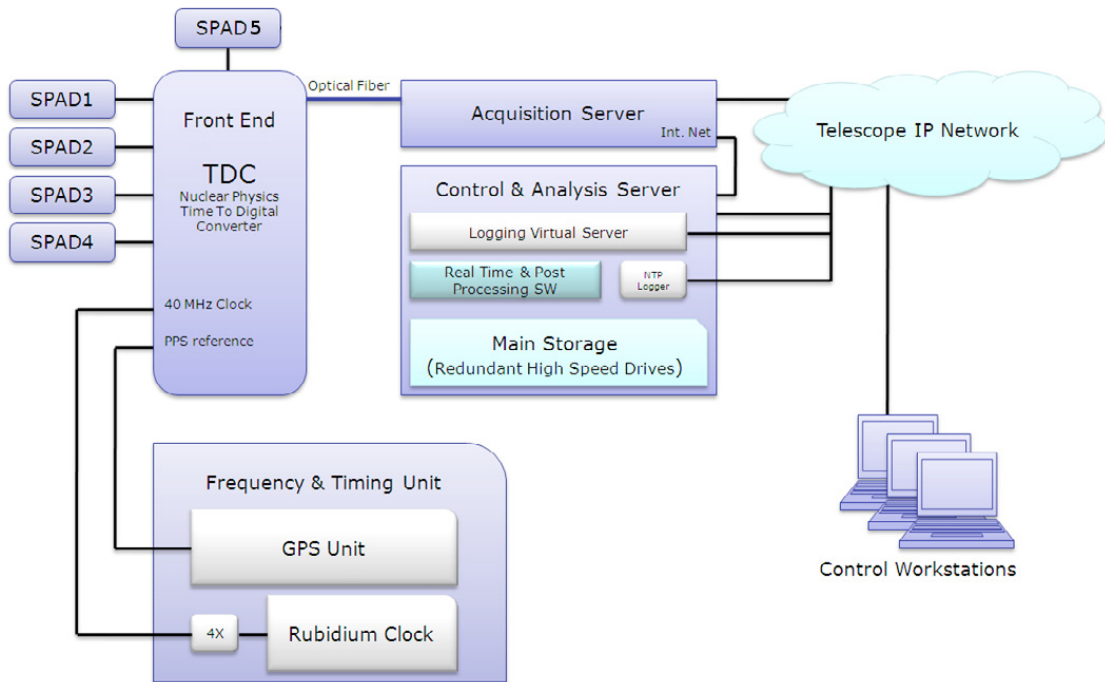 SPAD5
SPAD1
SPAD2
SPAD3
SPAD4
Front End
TDC
Nuclear Physics
Time To Digital
Converter
40 MHz Clock
PPS reference
Optical Fiber
Acquisition Server
Int. Net
Telescope IP Network
Control & Analysis Server
Logging Virtual Server
Real Time & Post
Processing SW
NTP
Logger
Main Storage
(Redundant High Speed Drives)
Frequency & Timing Unit
GPS Unit
4X
Rubidium Clock
Control Workstations